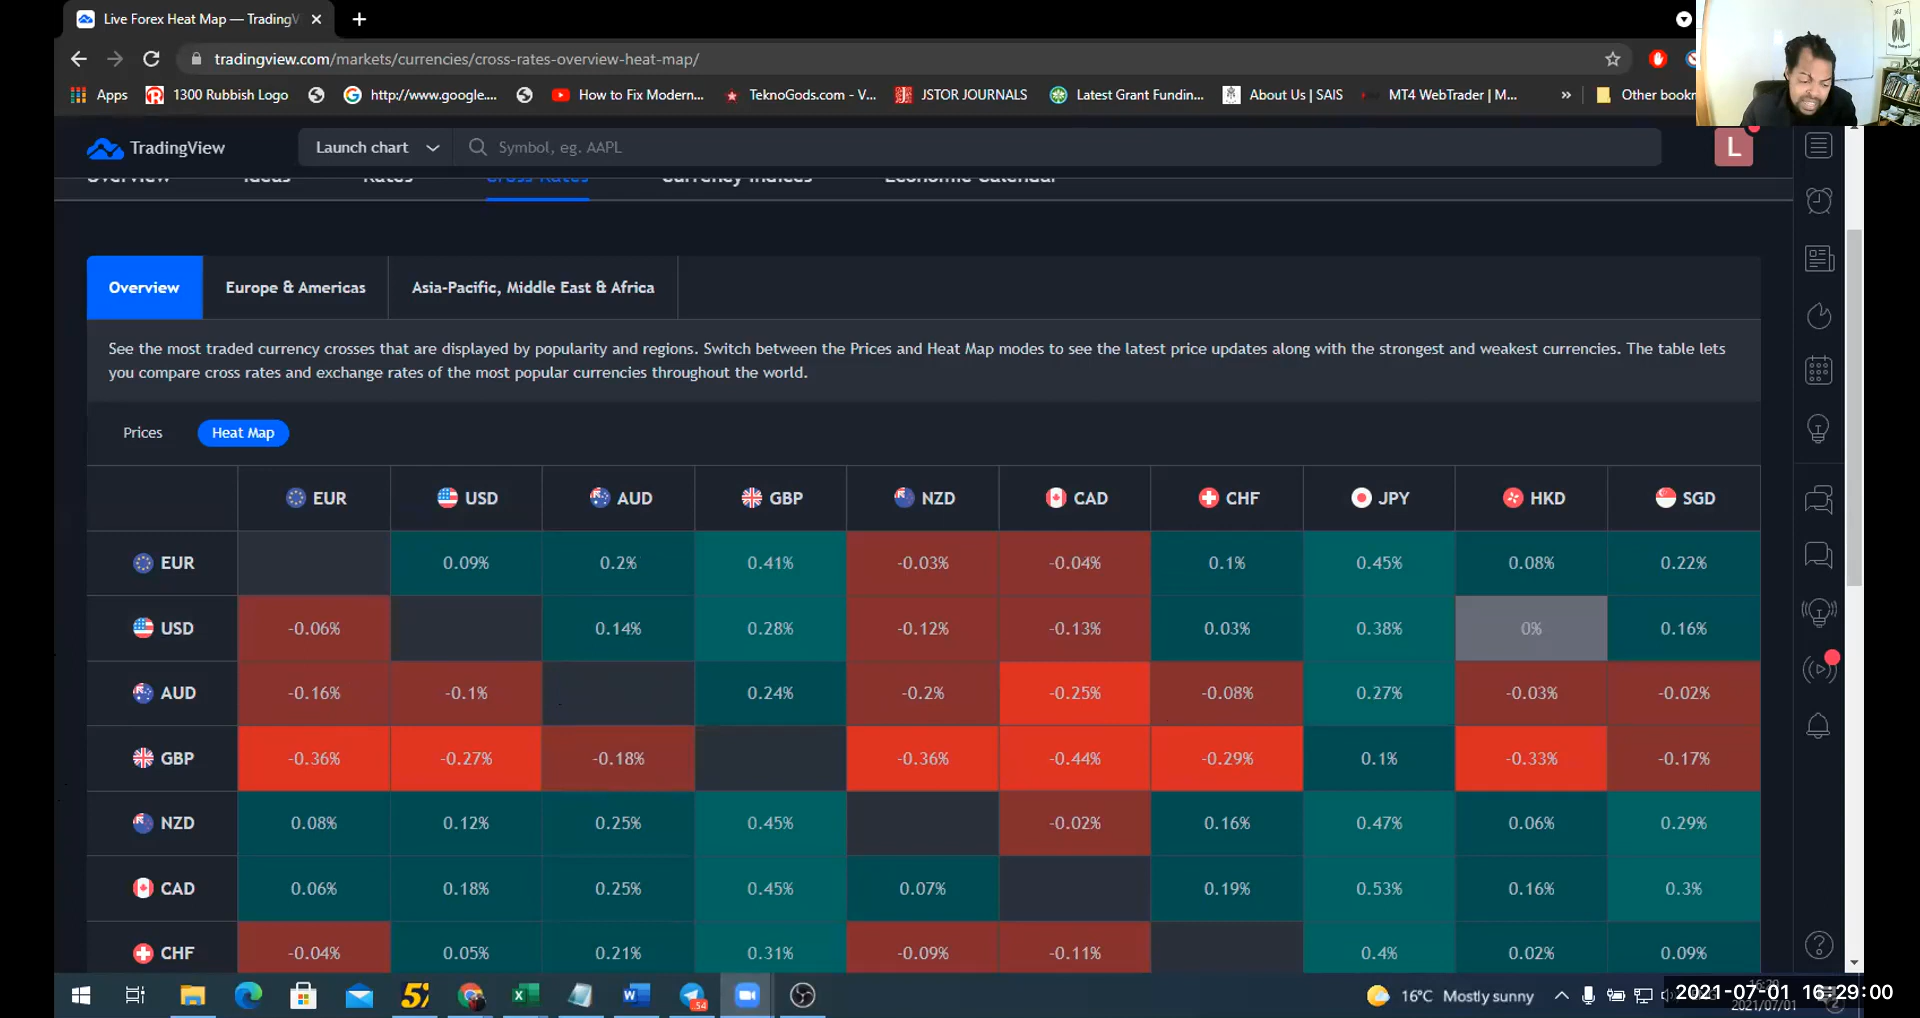 Live Forex Heat Map — TradingV
tradingview.com/markets/currencies/cross-rates-overview-heat-map/
Apps 1300 Rubbish Logo http://www.google.... How to Fix Modern... TeknoGods.com - V... JSTOR JOURNALS Latest Grant Fundin... About Us | SAIS MT4 WebTrader | M... » Other bookn
TradingView Launch chart Symbol, eg. AAPL L
Overview Ideas Rates Cross Rates Currency Indices Economic Calendar
Overview Europe & Americas Asia-Pacific, Middle East & Africa
See the most traded currency crosses that are displayed by popularity and regions. Switch between the Prices and Heat Map modes to see the latest price updates along with the strongest and weakest currencies. The table lets
you compare cross rates and exchange rates of the most popular currencies throughout the world.
Prices Heat Map
EUR USD AUD GBP NZD CAD CHF JPY HKD SGD
EUR 0.09% 0.2% 0.41% -0.03% -0.04% 0.1% 0.45% 0.08% 0.22%
USD -0.06% 0.14% 0.28% -0.12% -0.13% 0.03% 0.38% 0% 0.16%
AUD -0.16% -0.1% 0.24% -0.2% -0.25% -0.08% 0.27% -0.03% -0.02%
GBP -0.36% -0.27% -0.18% -0.36% -0.44% -0.29% 0.1% -0.33% -0.17%
NZD 0.08% 0.12% 0.25% 0.45% -0.02% 0.16% 0.47% 0.06% 0.29%
CAD 0.06% 0.18% 0.25% 0.45% 0.07% 0.19% 0.53% 0.16% 0.3%
CHF -0.04% 0.05% 0.21% 0.31% -0.09% -0.11% 0.4% 0.02% 0.09%
54 16°C Mostly sunny 2021-07-01 16:29:00
2021/07/01